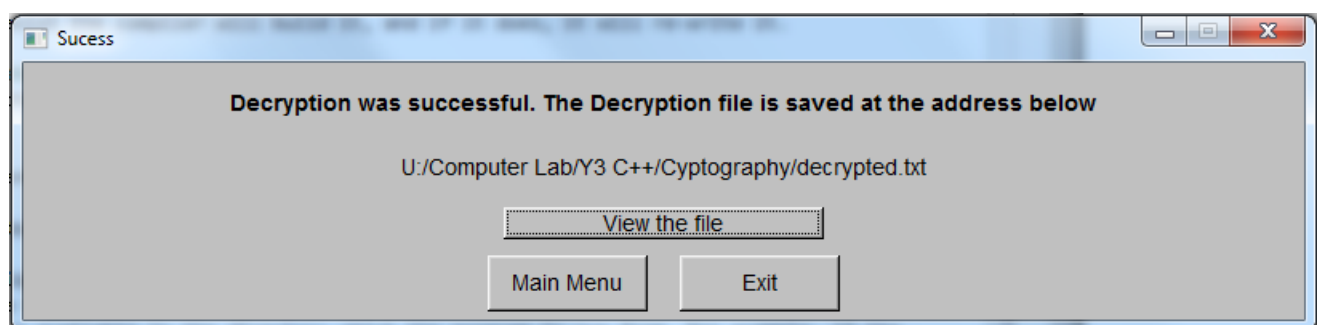 Sucess
Decryption was successful. The Decryption file is saved at the address below
U:/Computer Lab/Y3 C++/Cyptography/decrypted.txt
View the file
Main Menu Exit